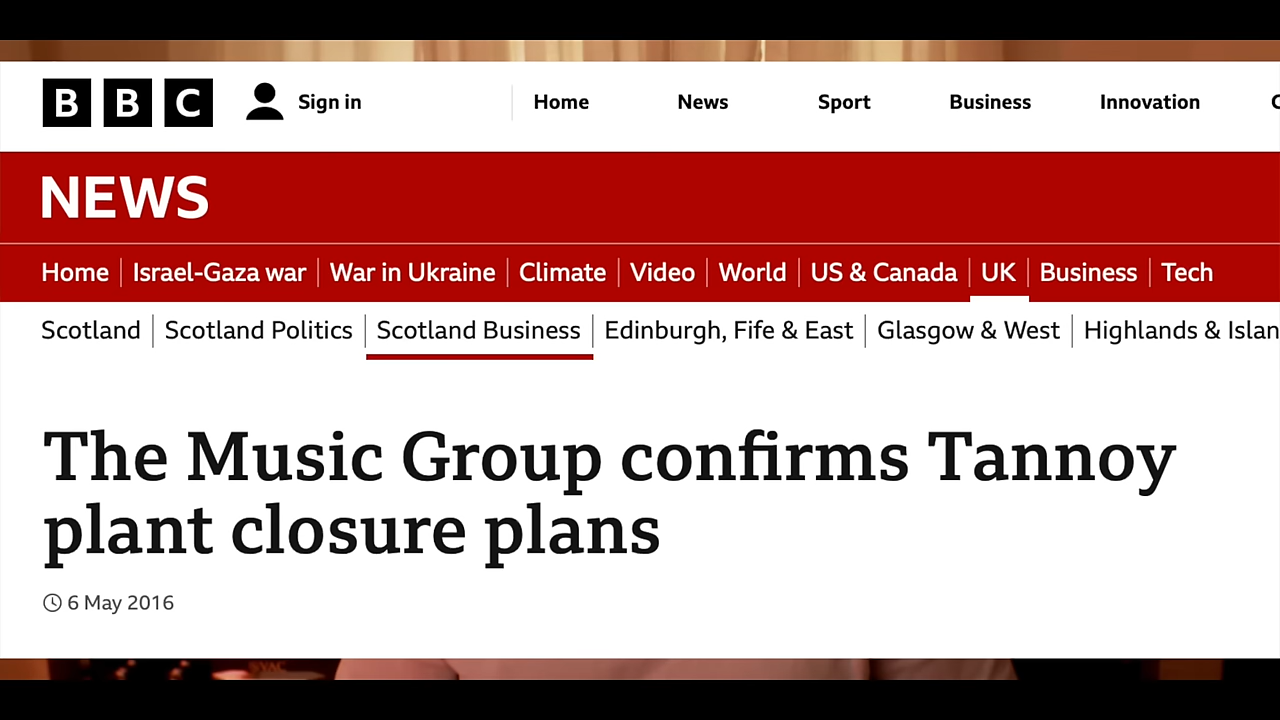 BBC Sign in Home News Sport Business Innovation
NEWS
Home Israel-Gaza war War in Ukraine Climate Video World US & Canada UK Business Tech
Scotland Scotland Politics Scotland Business Edinburgh, Fife & East Glasgow & West Highlands & Islan
The Music Group confirms Tannoy
plant closure plans
6 May 2016